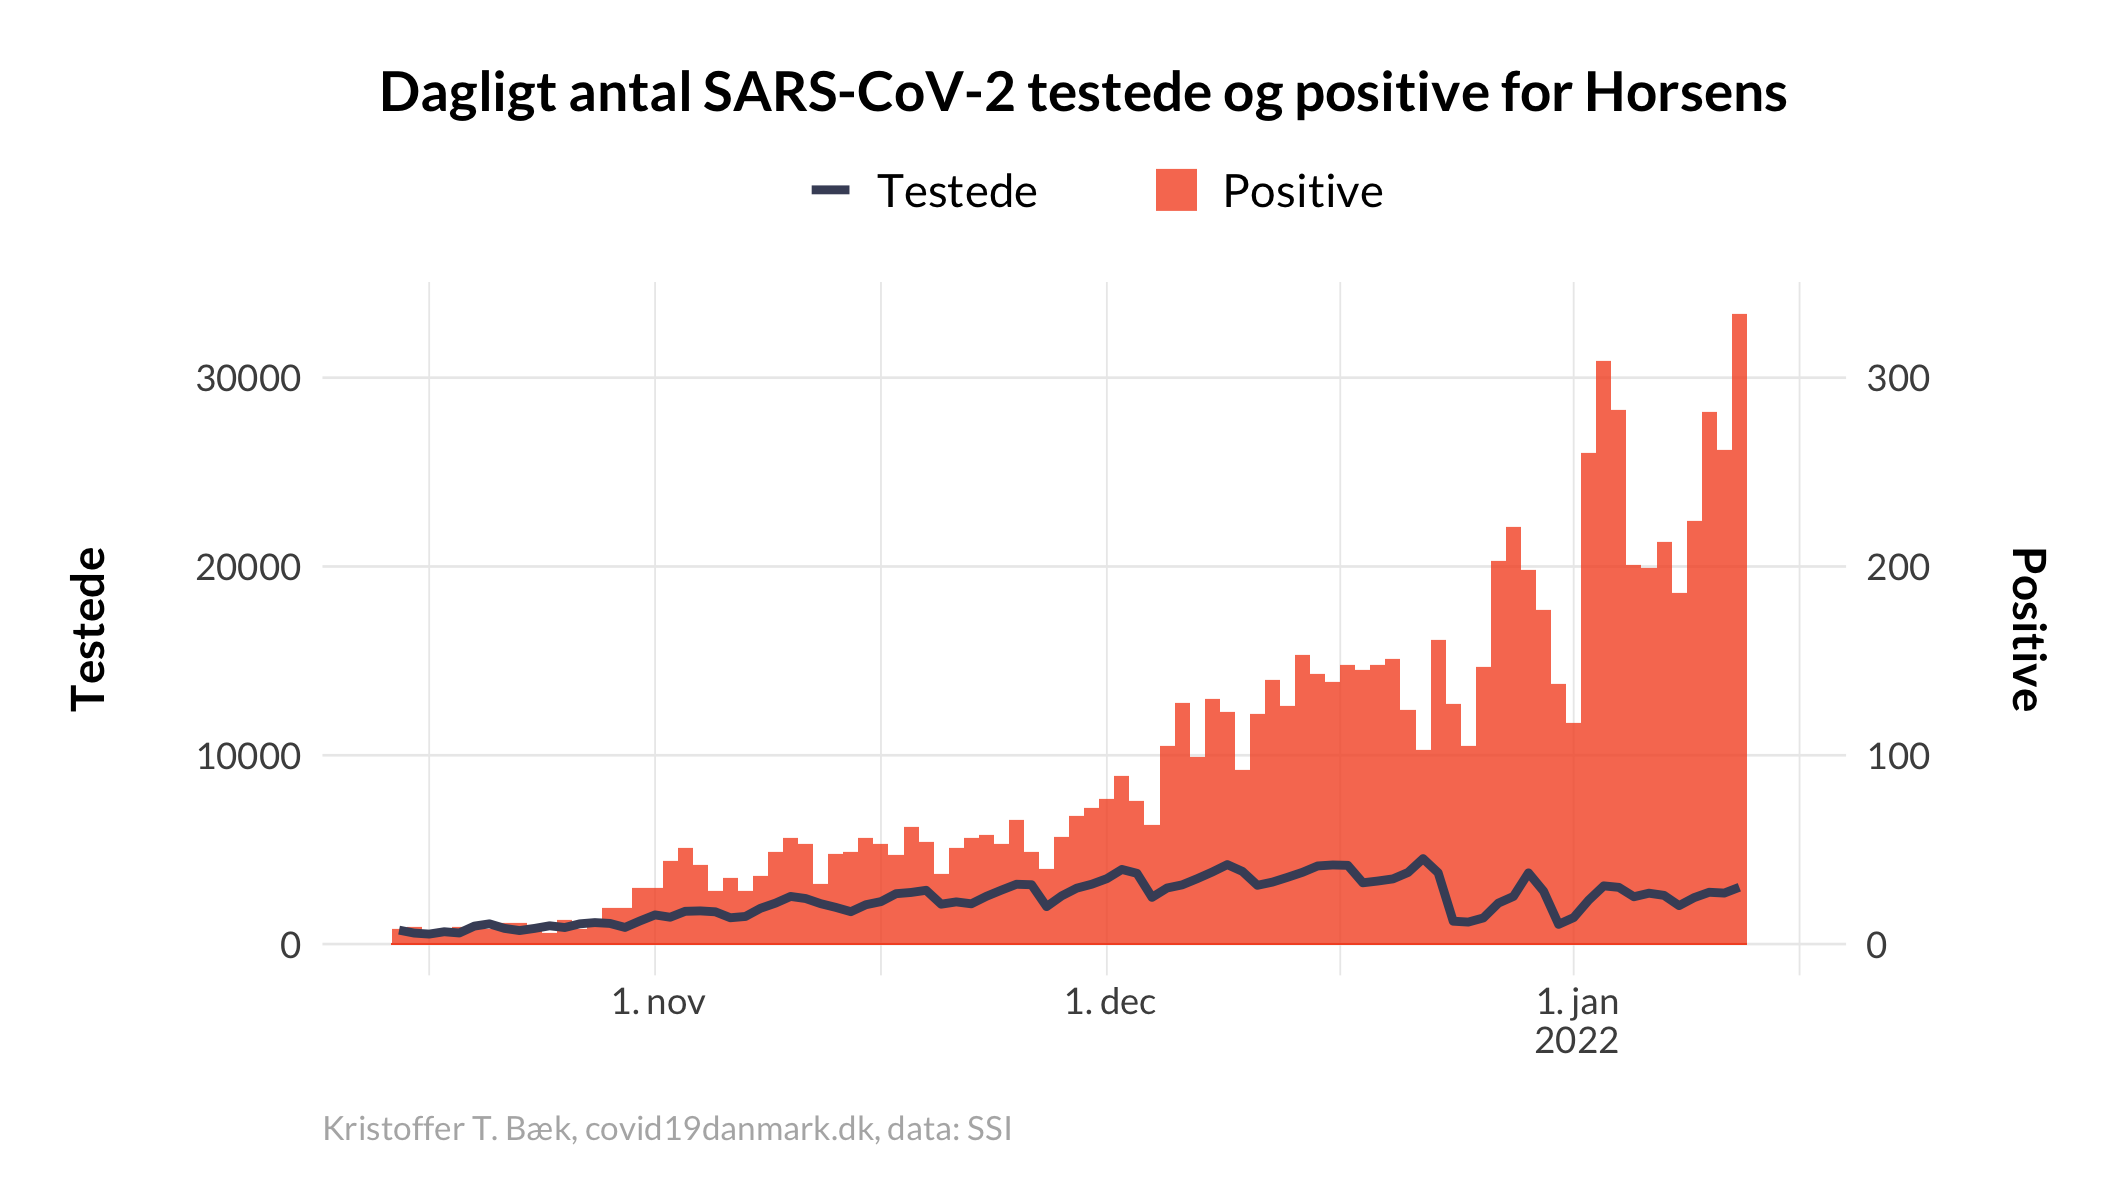 Dagligt antal SARS-CoV-2 testede og positive for Horsens
Testede
Positive
Testede
30000
20000
10000
0
300
200
100
0
Positive
1. nov
1. dec
1. jan
2022
Kristoffer T. Bæk, covid19danmark.dk, data: SSI